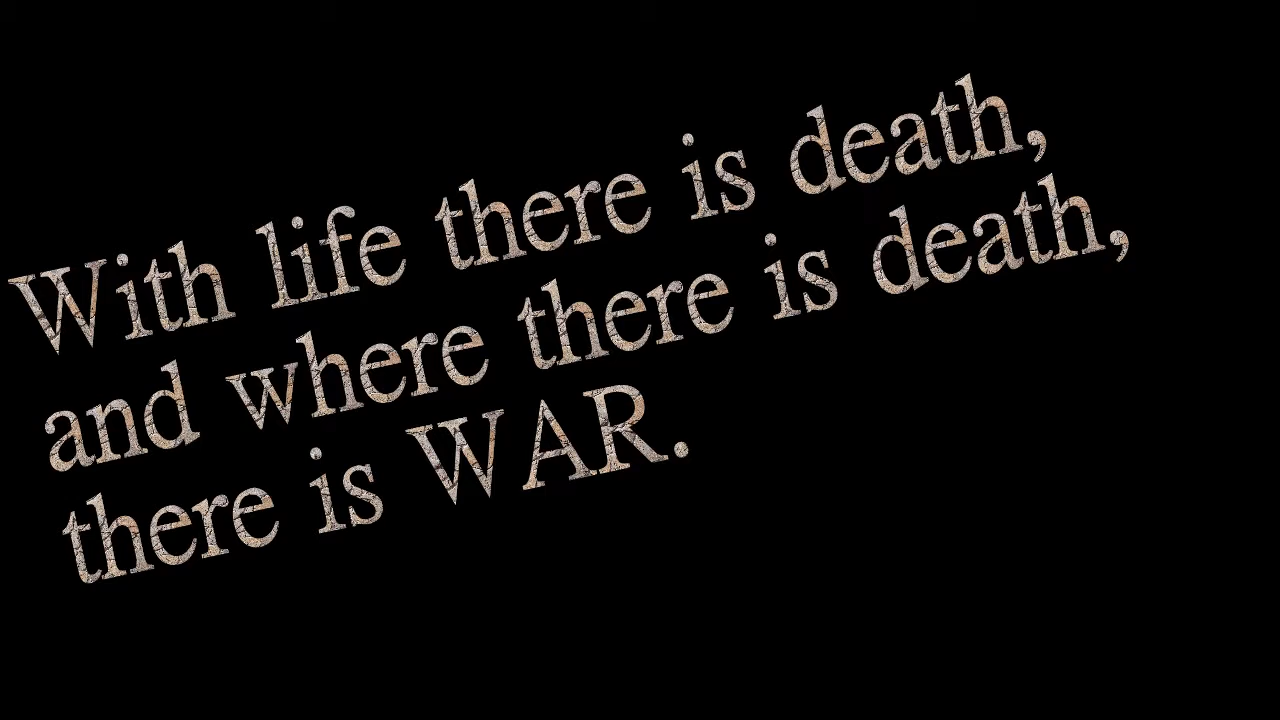 With life there is death,
and where there is death,
there is WAR.